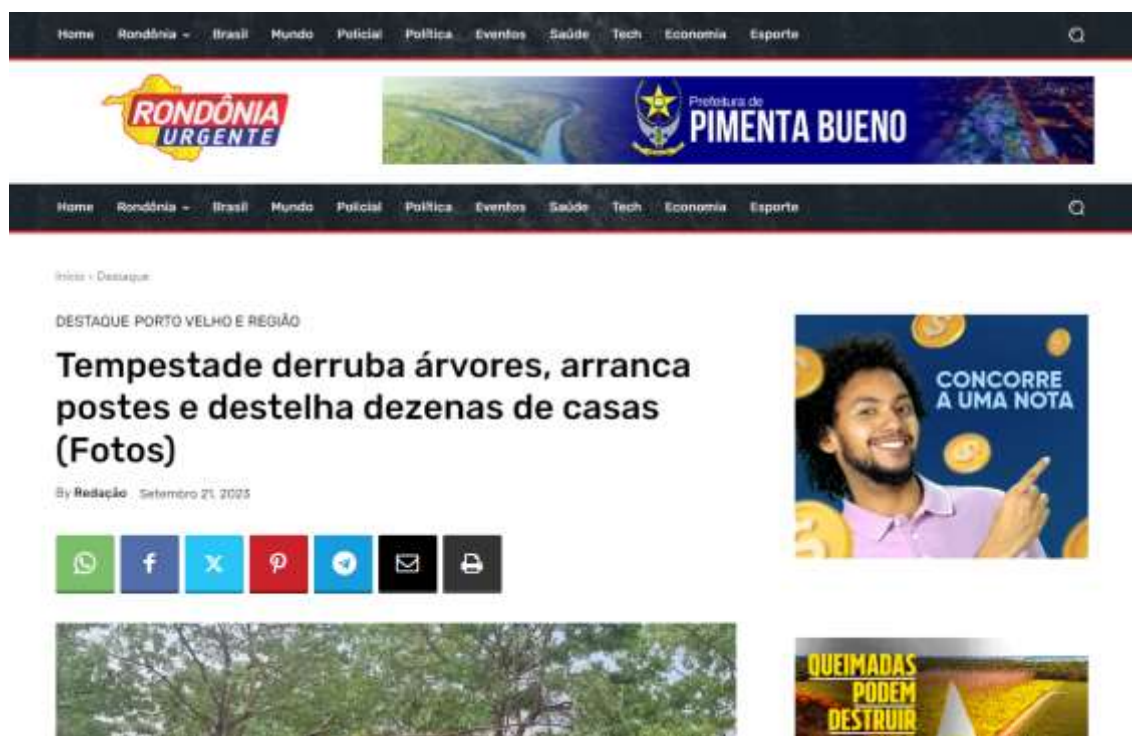 Home Rondônia Brasil Mundo Policial Política Eventos Saúde Tech Economia Esporte
RONDÔNIA
URGENTE
Prefeitura de
PIMENTA BUENO
Home Rondônia Brasil Mundo Policial Política Eventos Saúde Tech Economia Esporte
Início › Destaque
DESTAQUE PORTO VELHO E REGIÃO
Tempestade derruba árvores, arranca
postes e destelha dezenas de casas
(Fotos)
By Redação Setembro 21, 2023
CONCORRE
A UMA NOTA
QUEIMADAS
PODEM
DESTRUIR